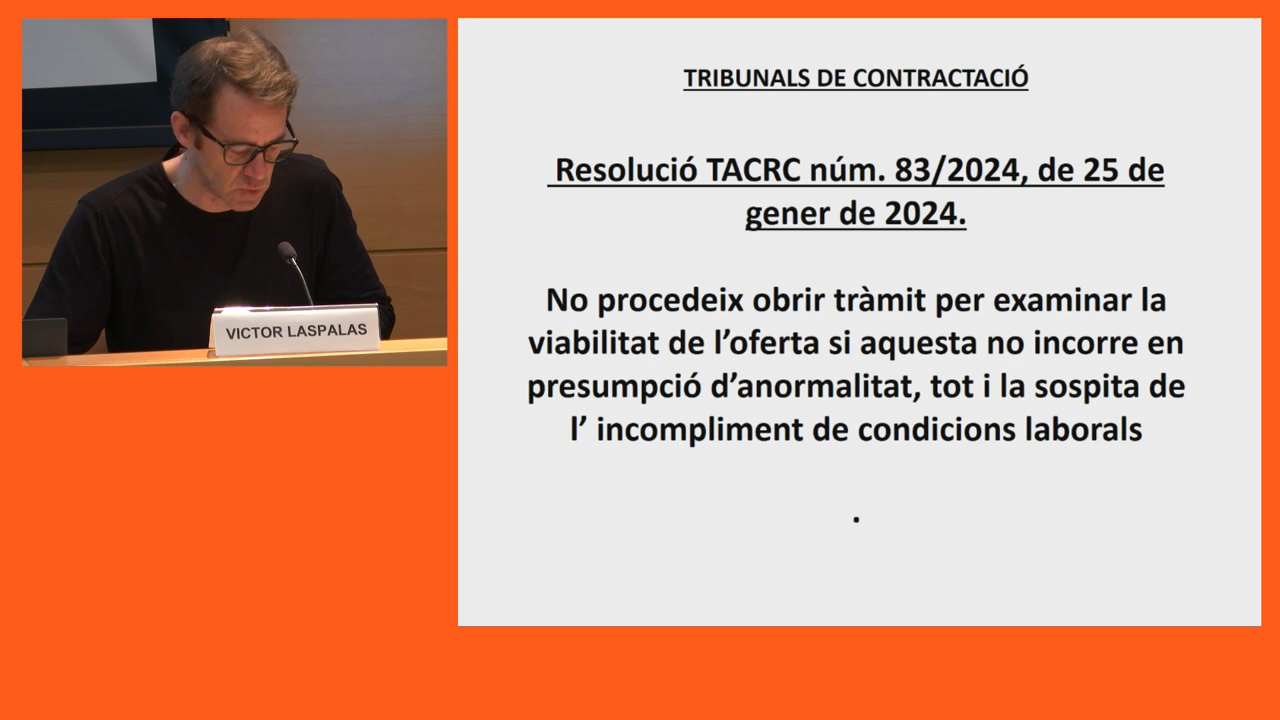 VICTOR LASPALAS
TRIBUNALS DE CONTRACTACIÓ
Resolució TACRC núm. 83/2024, de 25 de
gener de 2024.
No procedeix obrir tràmit per examinar la
viabilitat de l’oferta si aquesta no incorre en
presumpció d’anormalitat, tot i la sospita de
l’ incompliment de condicions laborals
.